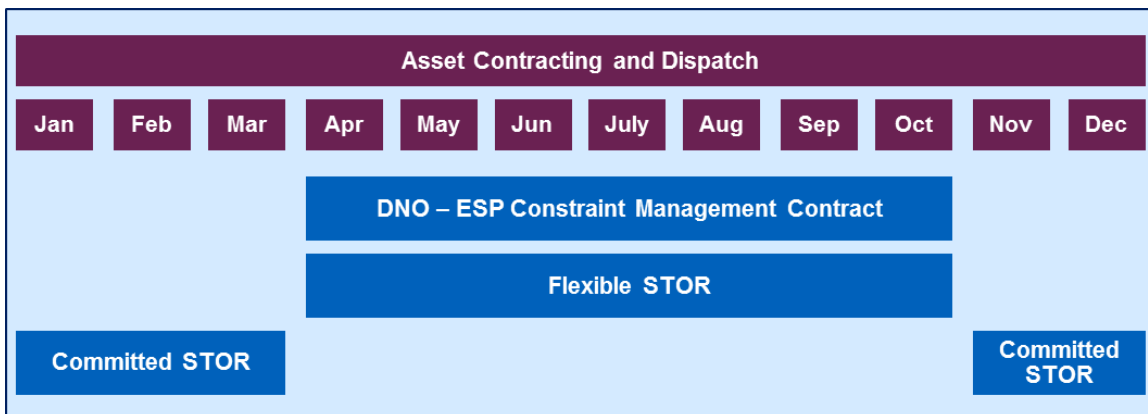 Asset Contracting and Dispatch
Jan Feb Mar Apr May Jun July Aug Sep Oct Nov Dec
DNO – ESP Constraint Management Contract
Flexible STOR
Committed STOR
Committed
STOR